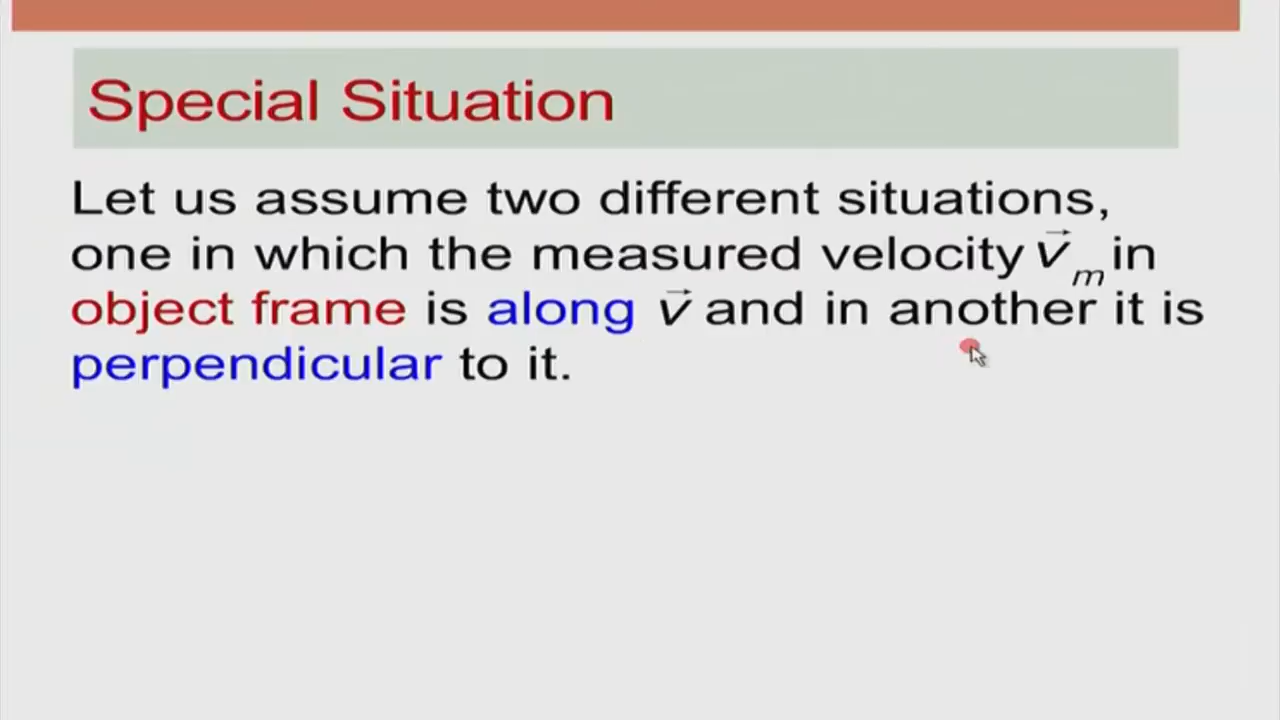 Special Situation
Let us assume two different situations,
one in which the measured velocity v⃗ₘ in
object frame is along v⃗ and in another it is
perpendicular to it.